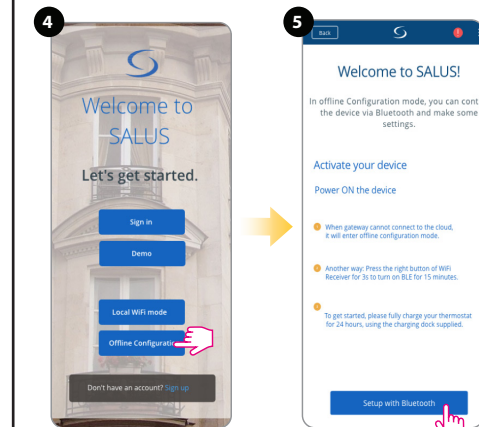 4
Welcome to
SALUS
Let's get started.
Sign in
Demo
Local WiFi mode
Offline Configuratio
Don't have an account? Sign up
5
Back
Welcome to SALUS!
In offline Configuration mode, you can cont
the device via Bluetooth and make some
settings.
Activate your device
Power ON the device
When gateway cannot connect to the cloud,
it will enter offline configuration mode.
Another way: Press the right button of WiFi
Receiver for 3s to turn on BLE for 15 minutes.
To get started, please fully charge your thermostat
for 24 hours, using the charging dock supplied.
Setup with Bluetooth